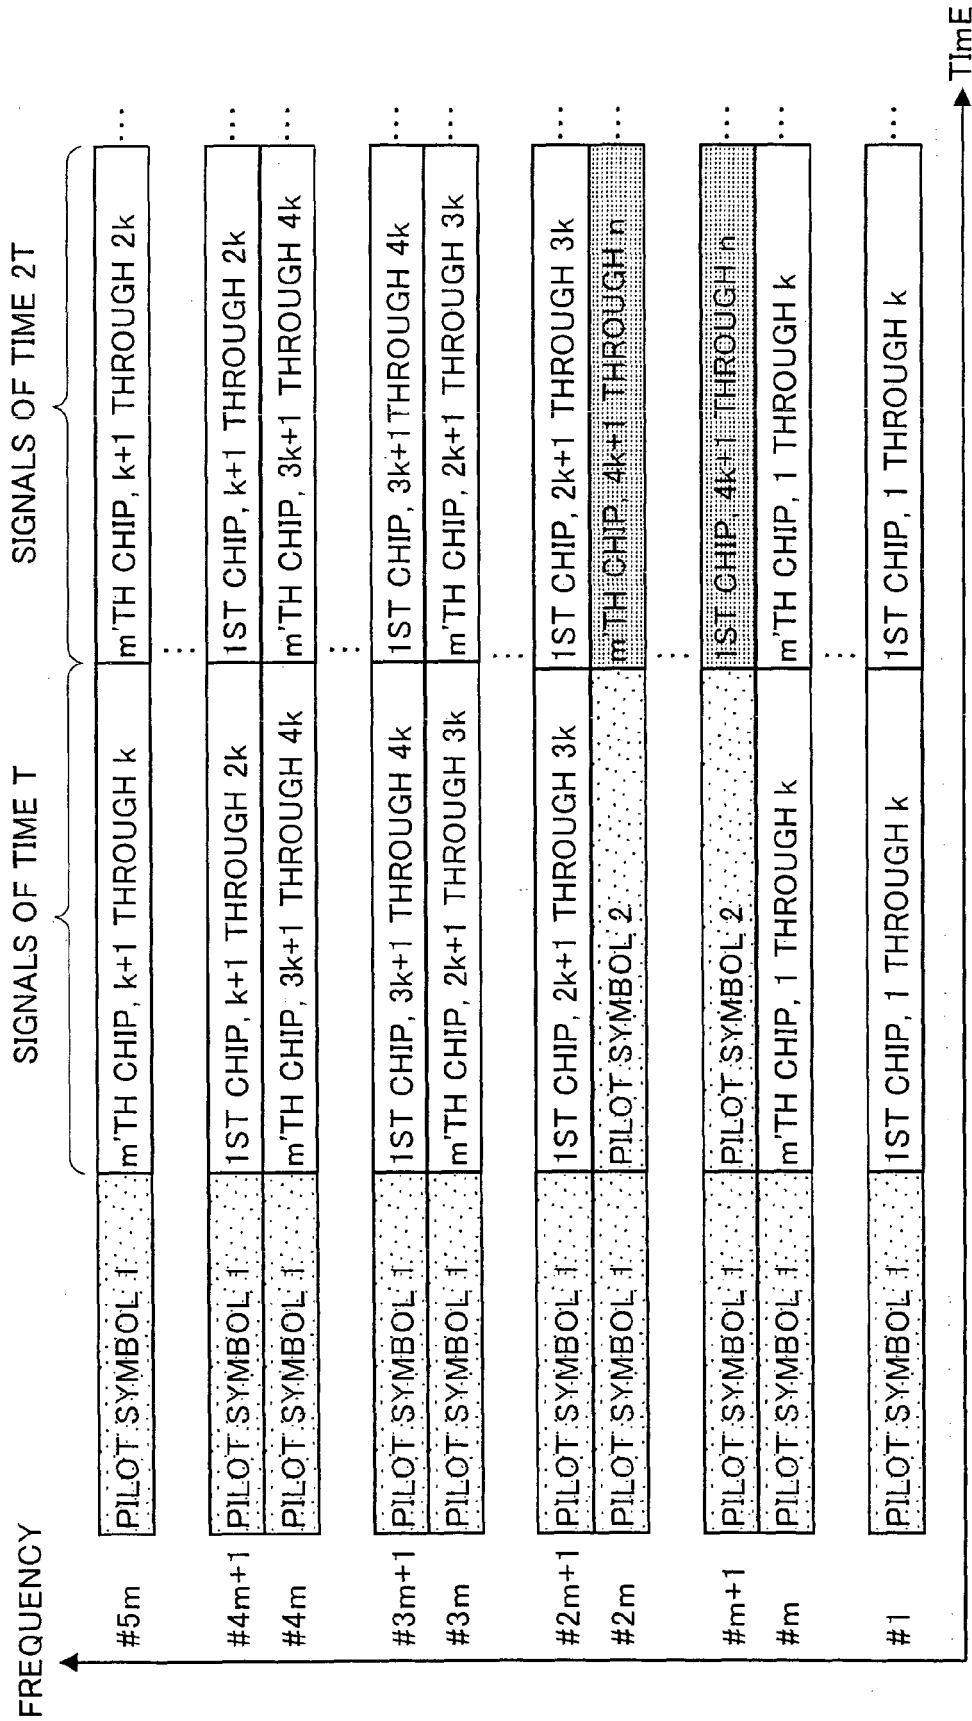 FREQUENCY
SIGNALS OF TIME T
SIGNALS OF TIME 2T
#5m
PILOT SYMBOL 1
m'TH CHIP, k+1 THROUGH k
m'TH CHIP, k+1 THROUGH 2k
...
#4m+1
PILOT SYMBOL 1
1ST CHIP, k+1 THROUGH 2k
1ST CHIP, k+1 THROUGH 2k
...
#4m
PILOT SYMBOL 1
m'TH CHIP, 3k+1 THROUGH 4k
m'TH CHIP, 3k+1 THROUGH 4k
...
#3m+1
PILOT SYMBOL 1
1ST CHIP, 3k+1 THROUGH 4k
1ST CHIP, 3k+1THROUGH 4k
...
#3m
PILOT SYMBOL 1
m'TH CHIP, 2k+1 THROUGH 3k
m'TH CHIP, 2k+1 THROUGH 3k
...
#2m+1
PILOT SYMBOL 1
1ST CHIP, 2k+1 THROUGH 3k
1ST CHIP, 2k+1 THROUGH 3k
...
#2m
PILOT SYMBOL 1
PILOT SYMBOL 2
m'TH CHIP, 4k+1 THROUGH n
...
#m+1
PILOT SYMBOL 1
PILOT SYMBOL 2
1ST CHIP, 4k+1 THROUGH n
...
#m
PILOT SYMBOL 1
m'TH CHIP, 1 THROUGH k
m'TH CHIP, 1 THROUGH k
...
#1
PILOT SYMBOL 1
1ST CHIP, 1 THROUGH k
1ST CHIP, 1 THROUGH k
...
TImE